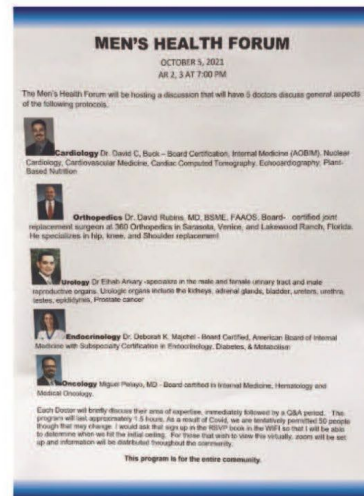 MEN'S HEALTH FORUM
OCTOBER 5, 2021
AR 2, 3 AT 7:00 PM
The Men's Health Forum will be hosting a discussion that will have 5 doctors discuss general aspects
of the following protocols.
Cardiology Dr. David C, Buck – Board Certification, Internal Medicine (AOBIM), Nuclear
Cardiology, Cardiovascular Medicine, Cardiac Computed Tomography, Echocardiography, Plant-
Based Nutrition
Orthopedics Dr. David Rubins, MD, BSME, FAAOS, Board- certified joint
replacement surgeon at 360 Orthopedics in Sarasota, Venice, and Lakewood Ranch, Florida.
He specializes in hip, knee, and Shoulder replacement
Urology Dr Ethan -specializes in the male and female urinary tract and male
reproductive organs. Urologic organs include the kidneys, adrenal glands, bladder, ureters, urethra,
testes, epididymis, Prostate cancer
Endocrinology Dr. Deborah K, - Board Certified, American Board of Internal
Medicine with Subspecialty Certification in Endocrinology, Diabetes, & Metabolism
Oncology Miguel Pelayo, MD - Board certified in Internal Medicine, Hematology and
Medical Oncology.
Each Doctor will briefly discuss their area of expertise, immediately followed by a Q&A period. The
program will last approximately 1.5 hours. As a result of Covid, we are tentatively permitted 50 people
though that may change. I would ask that sign up in the RSVP book in the WIFI so that I will be able
to determine when we hit the initial ceiling. For those that wish to view this virtually, zoom will be set
up and information will be distributed throughout the community.
This program is for the entire community.